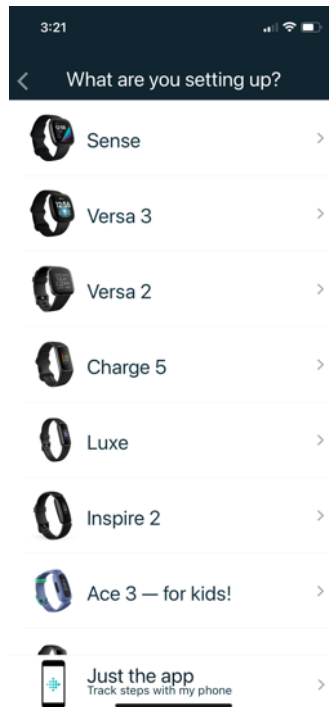 3:21
What are you setting up?
Sense
Versa 3
Versa 2
Charge 5
Luxe
Inspire 2
Ace 3 — for kids!
Just the app
Track steps with my phone